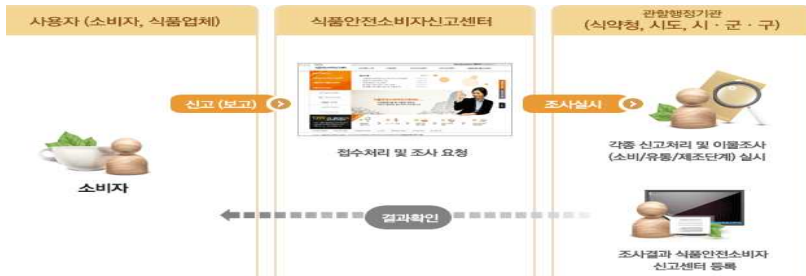 사용자 (소비자, 식품업체)
식품안전소비자신고센터
관할행정기관
(식약청, 시도, 시·군·구)
신고 (보고)
조사실시
소비자
접수처리 및 조사 요청
각종 신고처리 및 이물조사
(소비/유통/제조단계) 실시
결과확인
조사결과 식품안전소비자
신고센터 등록